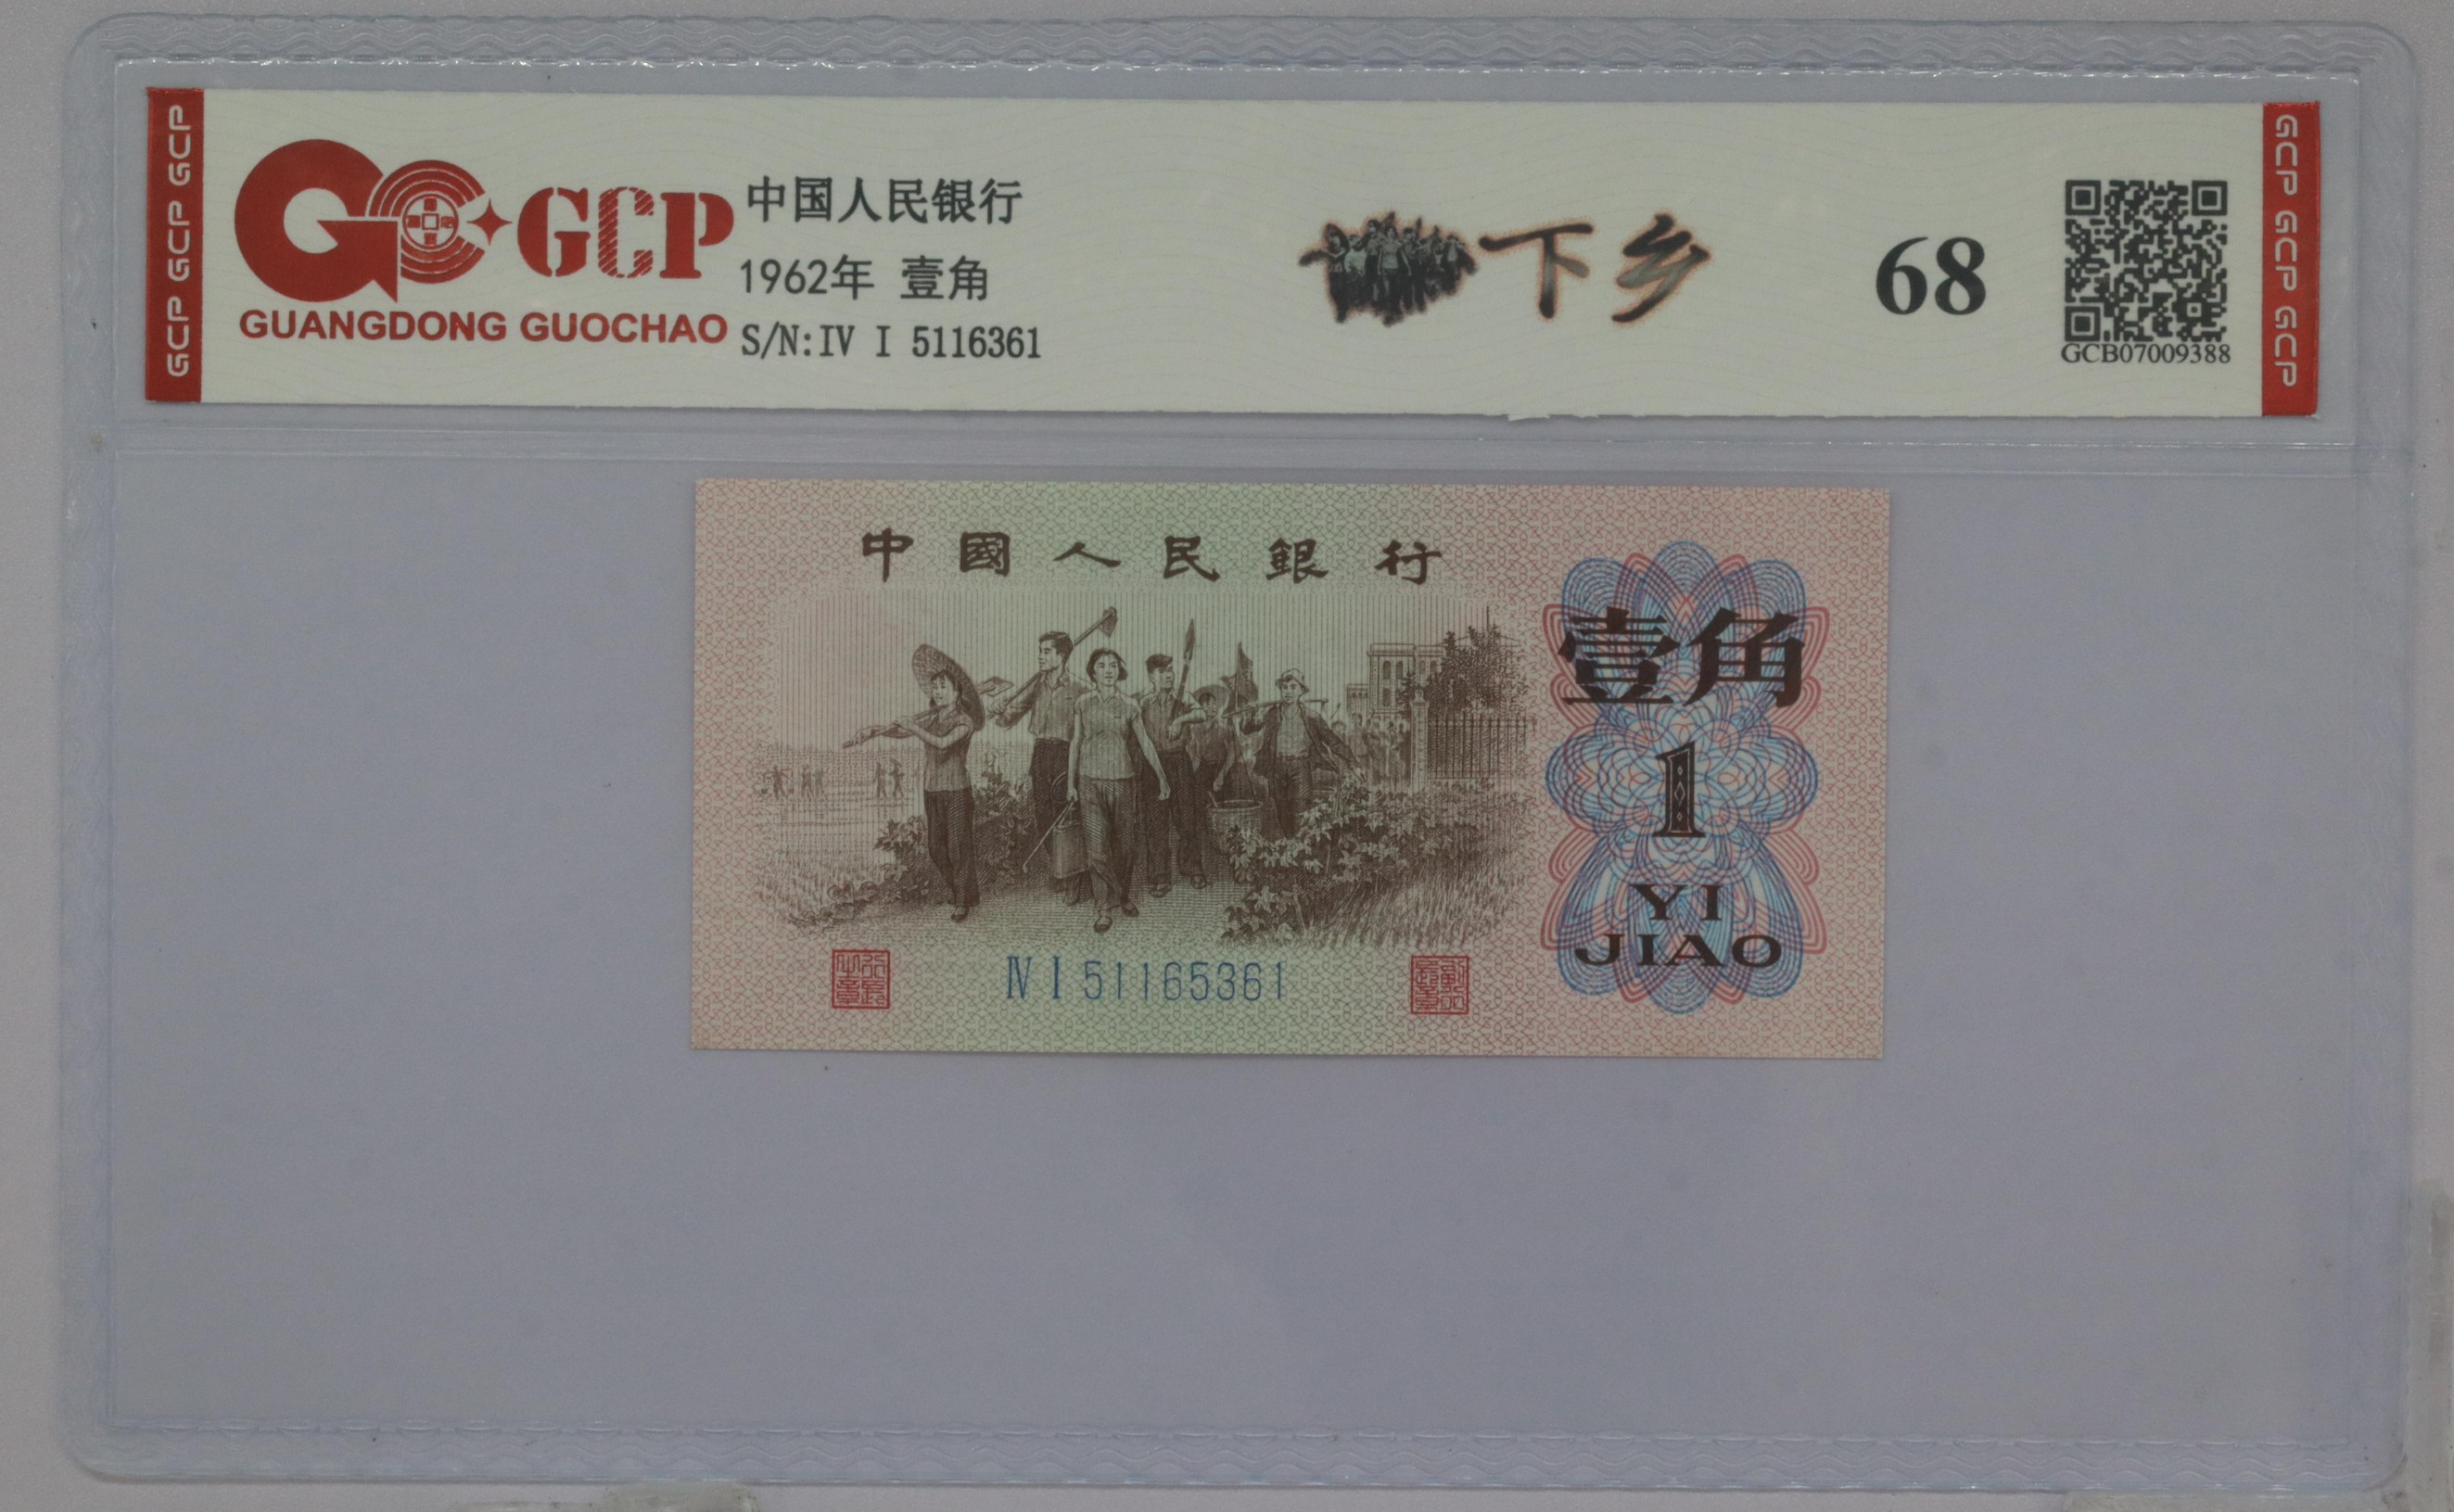 GCP GCP GCP
GCP
GUANGDONG GUOCHAO
中国人民银行
1962年 壹角
S/N:IV I 5116361
下乡
68
GCB07009388
GCP GCP GCP
中國人民銀行
壹角
1
YI
JIAO
IV I 51165361